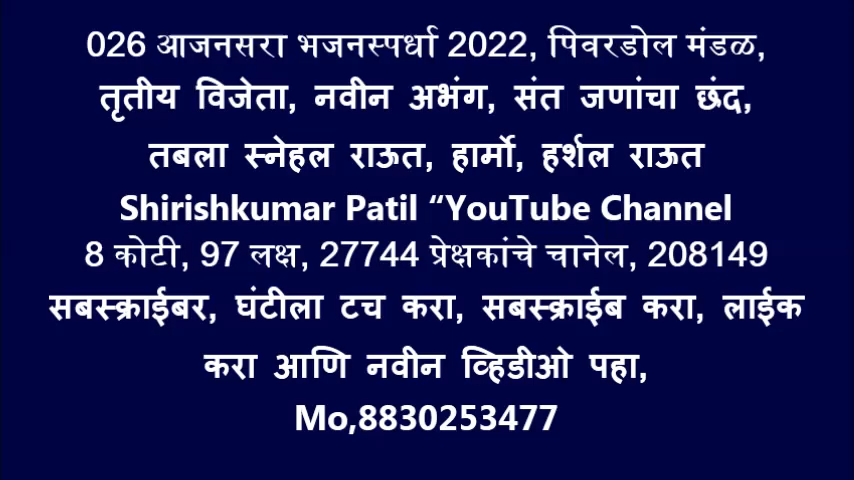 026 आजनसरा भजनस्पर्धा 2022, पिवरडोल मंडळ,
तृतीय विजेता, नवीन अभंग, संत जणांचा छंद,
तबला स्नेहल राऊत, हार्मो, हर्शल राऊत
Shirishkumar Patil “YouTube Channel
8 कोटी, 97 लक्ष, 27744 प्रेक्षकांचे चानेल, 208149
सबस्क्राईबर, घंटीला टच करा, सबस्क्राईब करा, लाईक
करा आणि नवीन व्हिडीओ पहा,
Mo,8830253477